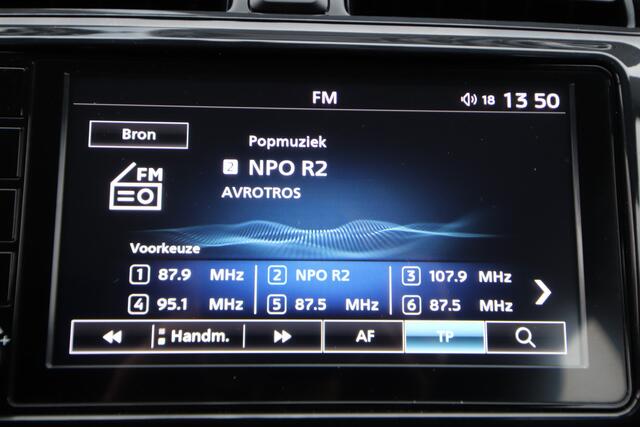 FM
18 13 50
Bron
Popmuziek
FM
2 NPO R2
AVROTROS
Voorkeuze
1 87.9 MHz 2 NPO R2 3 107.9 MHz
4 95.1 MHz 5 87.5 MHz 6 87.5 MHz
Handm. AF TP